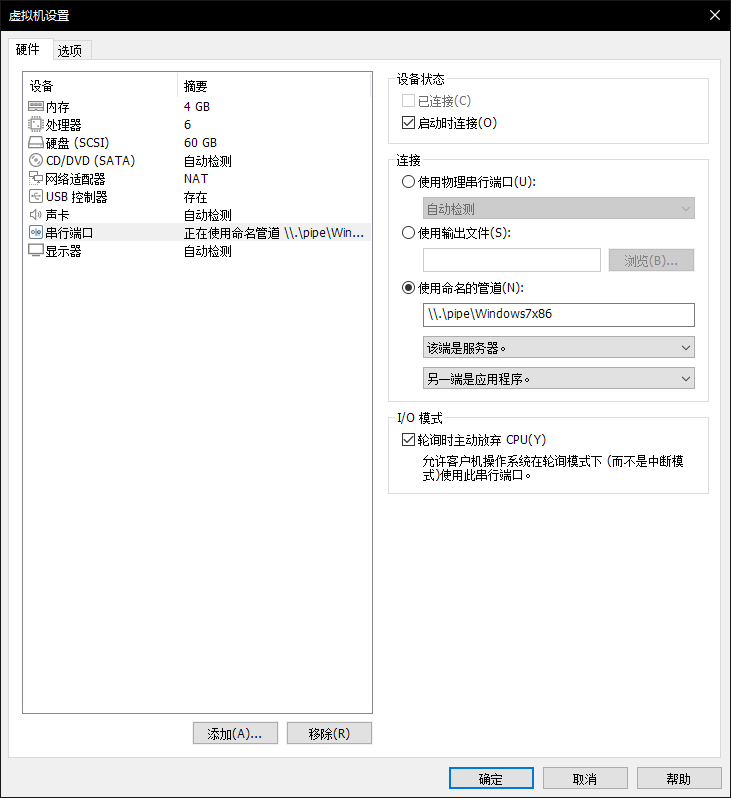 虚拟机设置
硬件 选项
设备 摘要
内存 4 GB
处理器 6
硬盘 (SCSI) 60 GB
CD/DVD (SATA) 自动检测
网络适配器 NAT
USB 控制器 存在
声卡 自动检测
串行端口 正在使用命名管道 \\.\pipe\Win...
显示器 自动检测
添加(A)... 移除(R)
设备状态
已连接(C)
启动时连接(O)
连接
使用物理串行端口(U):
自动检测
使用输出文件(S):
浏览(B)...
使用命名的管道(N):
\\.\pipe\Windows7x86
该端是服务器。
另一端是应用程序。
I/O 模式
轮询时主动放弃 CPU(Y)
允许客户机操作系统在轮询模式下 (而不是中断模
式)使用此串行端口。
确定 取消 帮助